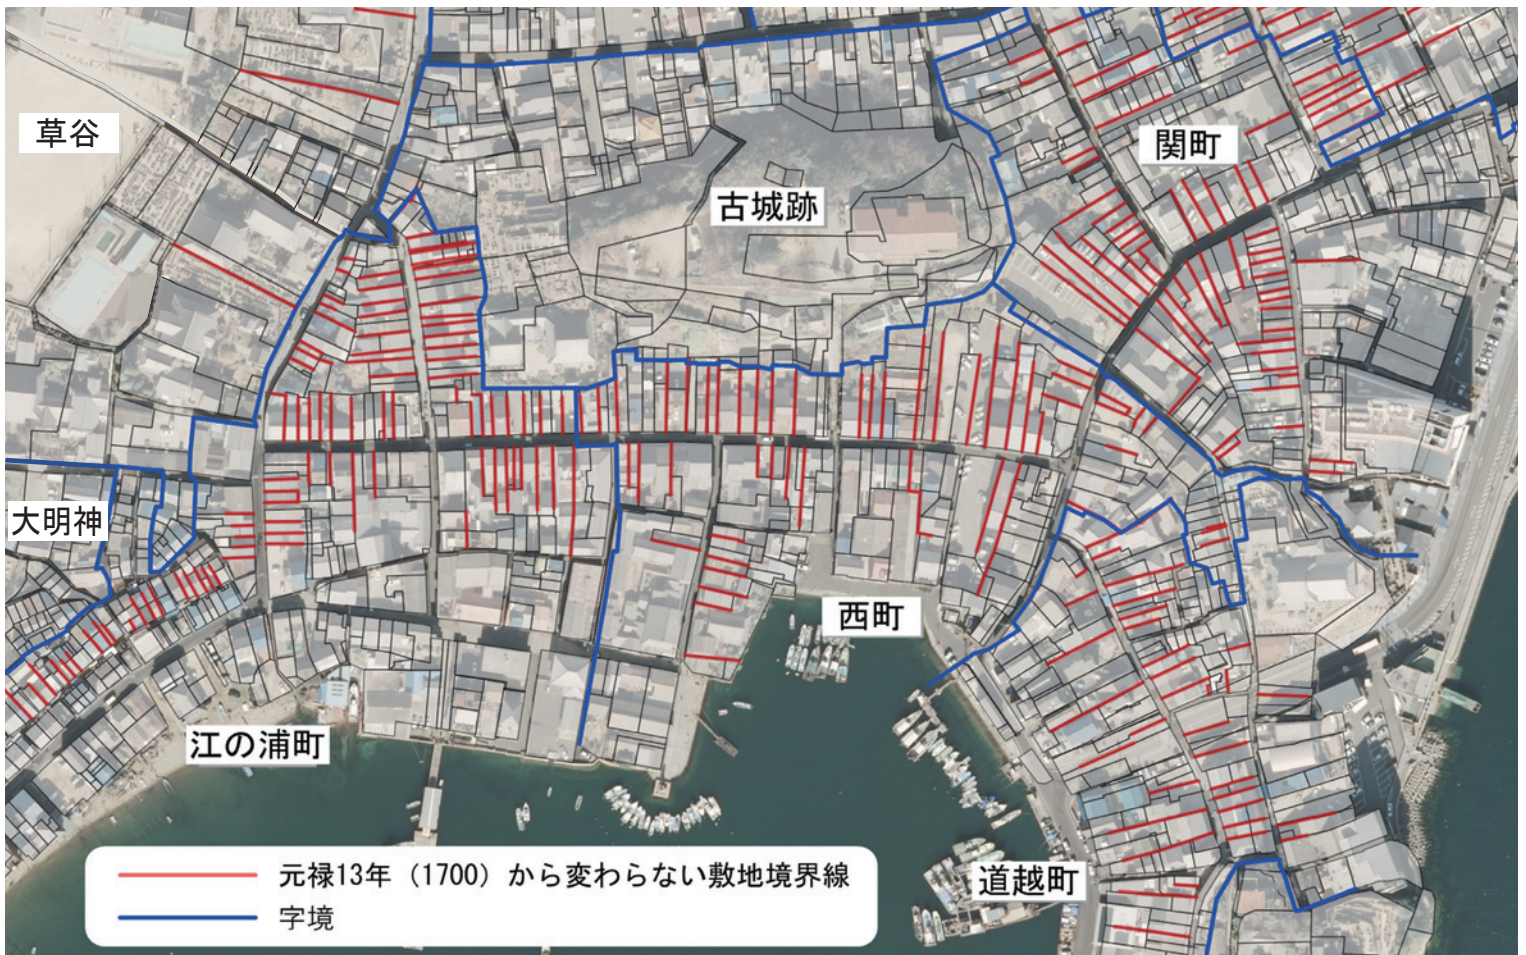 草谷
関町
古城跡
大明神
西町
江の浦町
道越町
元禄13年（1700）から変わらない敷地境界線
字境